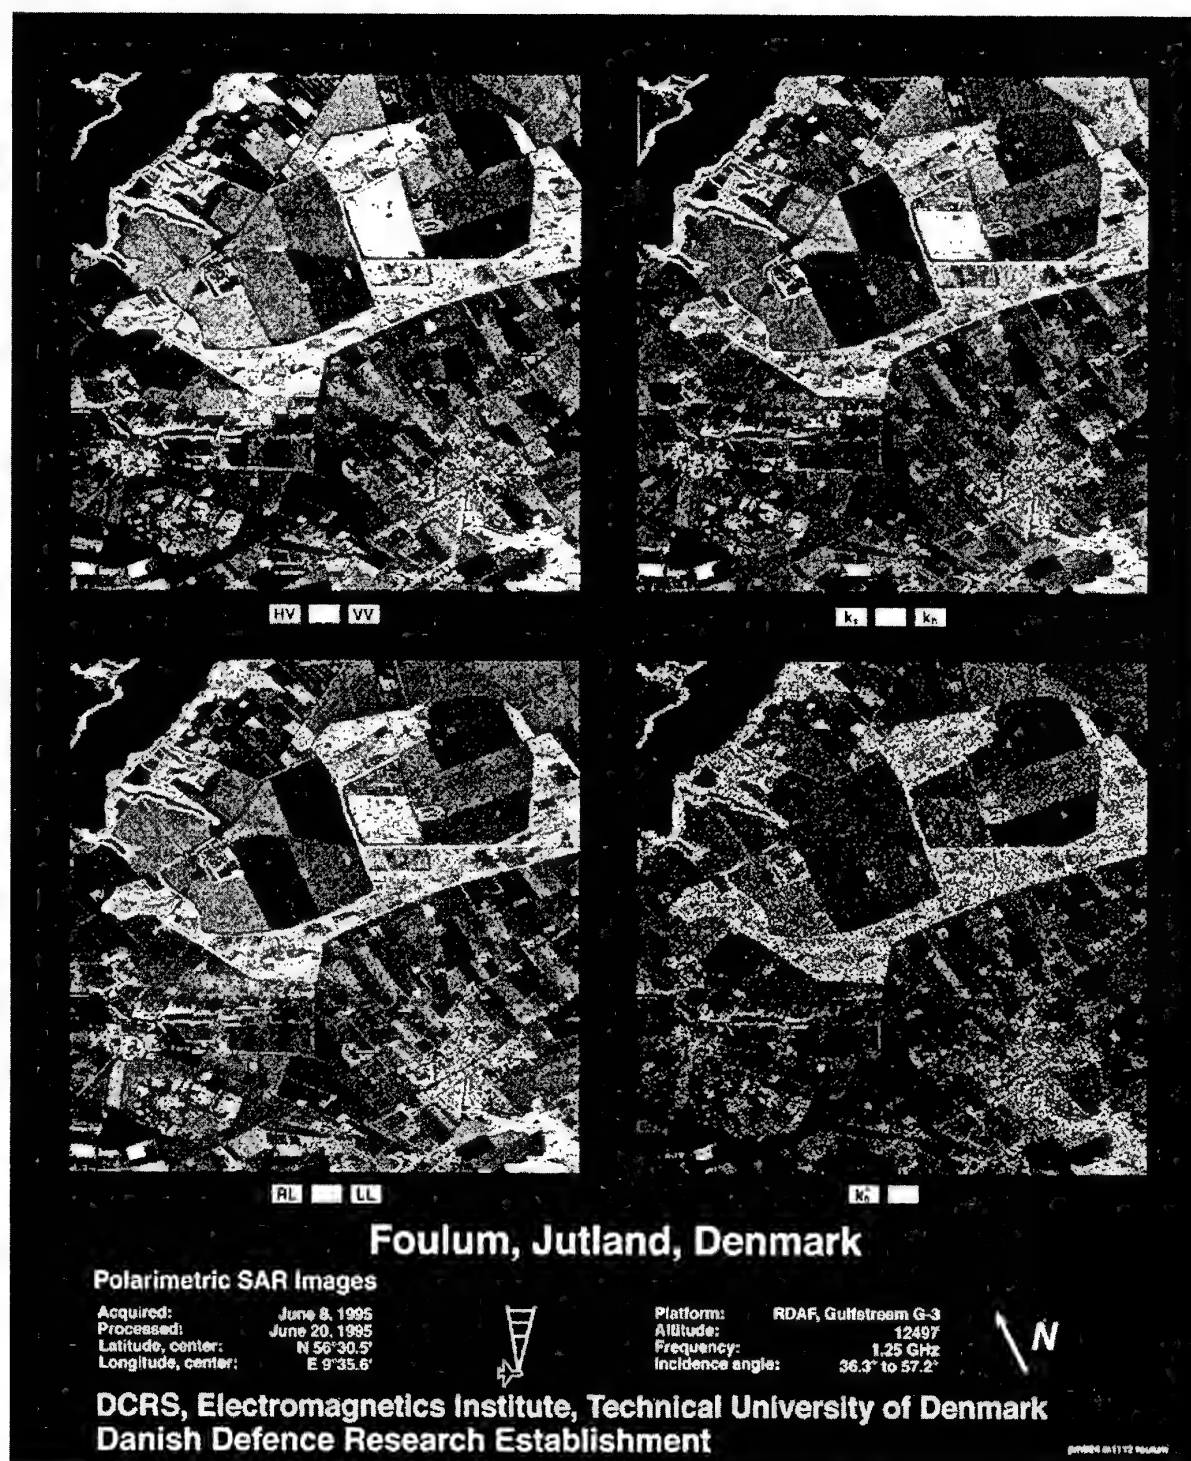 HV VV
RL LL
Foulum, Jutland, Denmark
Polarimetric SAR Images
Acquired: June 8, 1995
Processed: June 20, 1995
Latitude, center: N 56°30.5'
Longitude, center: E 9°35.6'
Platform: RDAF, Gulfstream G-3
Altitude: 12497'
Frequency: 1.25 GHz
Incidence angle: 36.3° to 57.2°
N
DCRS, Electromagnetics Institute, Technical University of Denmark
Danish Defence Research Establishment